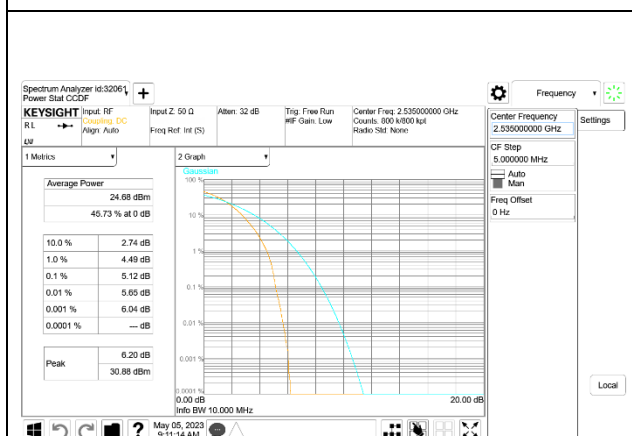 Spectrum Analyzer Id:32061
Power Stat CCDF
Frequency
KEYSIGHT
RL
Input: RF
Coupling: DC
Align: Auto
Input Z: 50 Ω
Freq Ref: Int (S)
Atten: 32 dB
Trig: Free Run
#IF Gain: Low
Center Freq: 2.535000000 GHz
Counts: 800 k/800 kpt
Radio Std: None
Center Frequency
2.535000000 GHz
Settings
CF Step
5.000000 MHz
Auto
Man
Freq Offset
0 Hz
1 Metrics
2 Graph
Average Power
24.68 dBm
45.73 % at 0 dB
10.0 % 2.74 dB
1.0 % 4.49 dB
0.1 % 5.12 dB
0.01 % 5.65 dB
0.001 % 6.04 dB
0.0001 % --- dB
Peak
6.20 dB
30.88 dBm
Gaussian
100 %
10 %
1 %
0.1 %
0.01 %
0.001 %
0.0001 %
0.00 dB
20.00 dB
Info BW 10.000 MHz
Local
May 05, 2023
9:11:14 AM